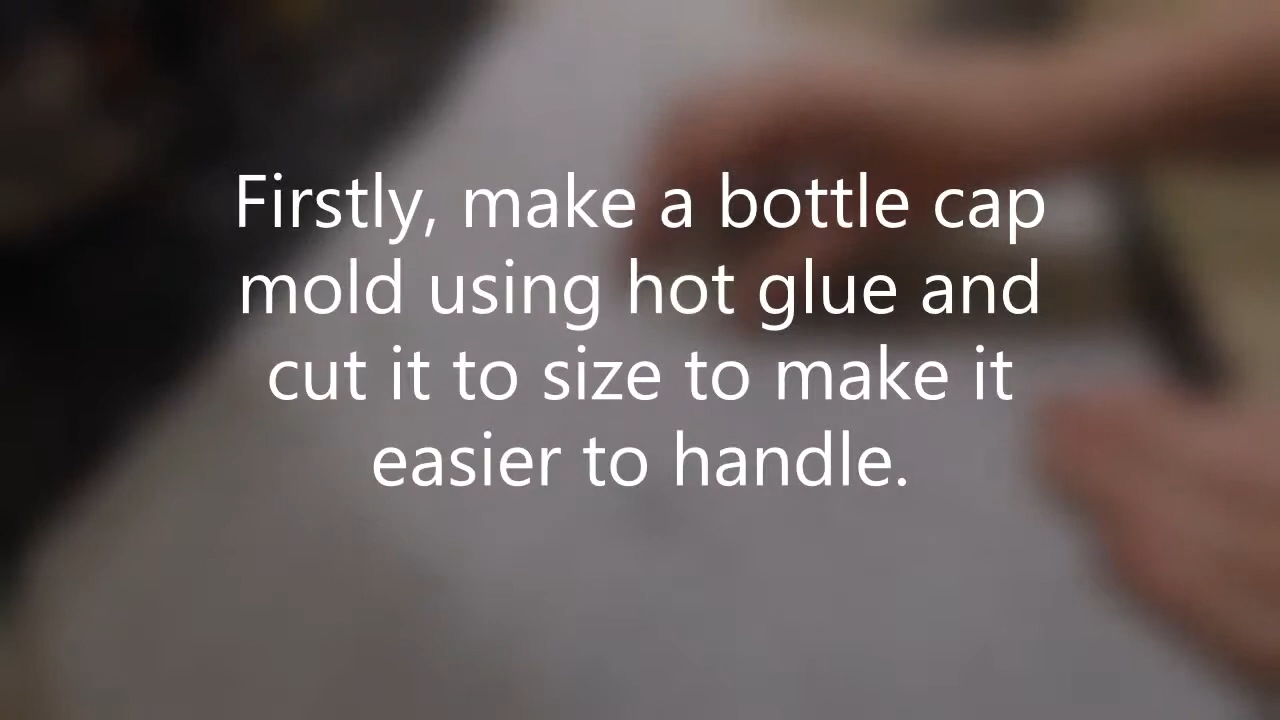 Firstly, make a bottle cap
mold using hot glue and
cut it to size to make it
easier to handle.